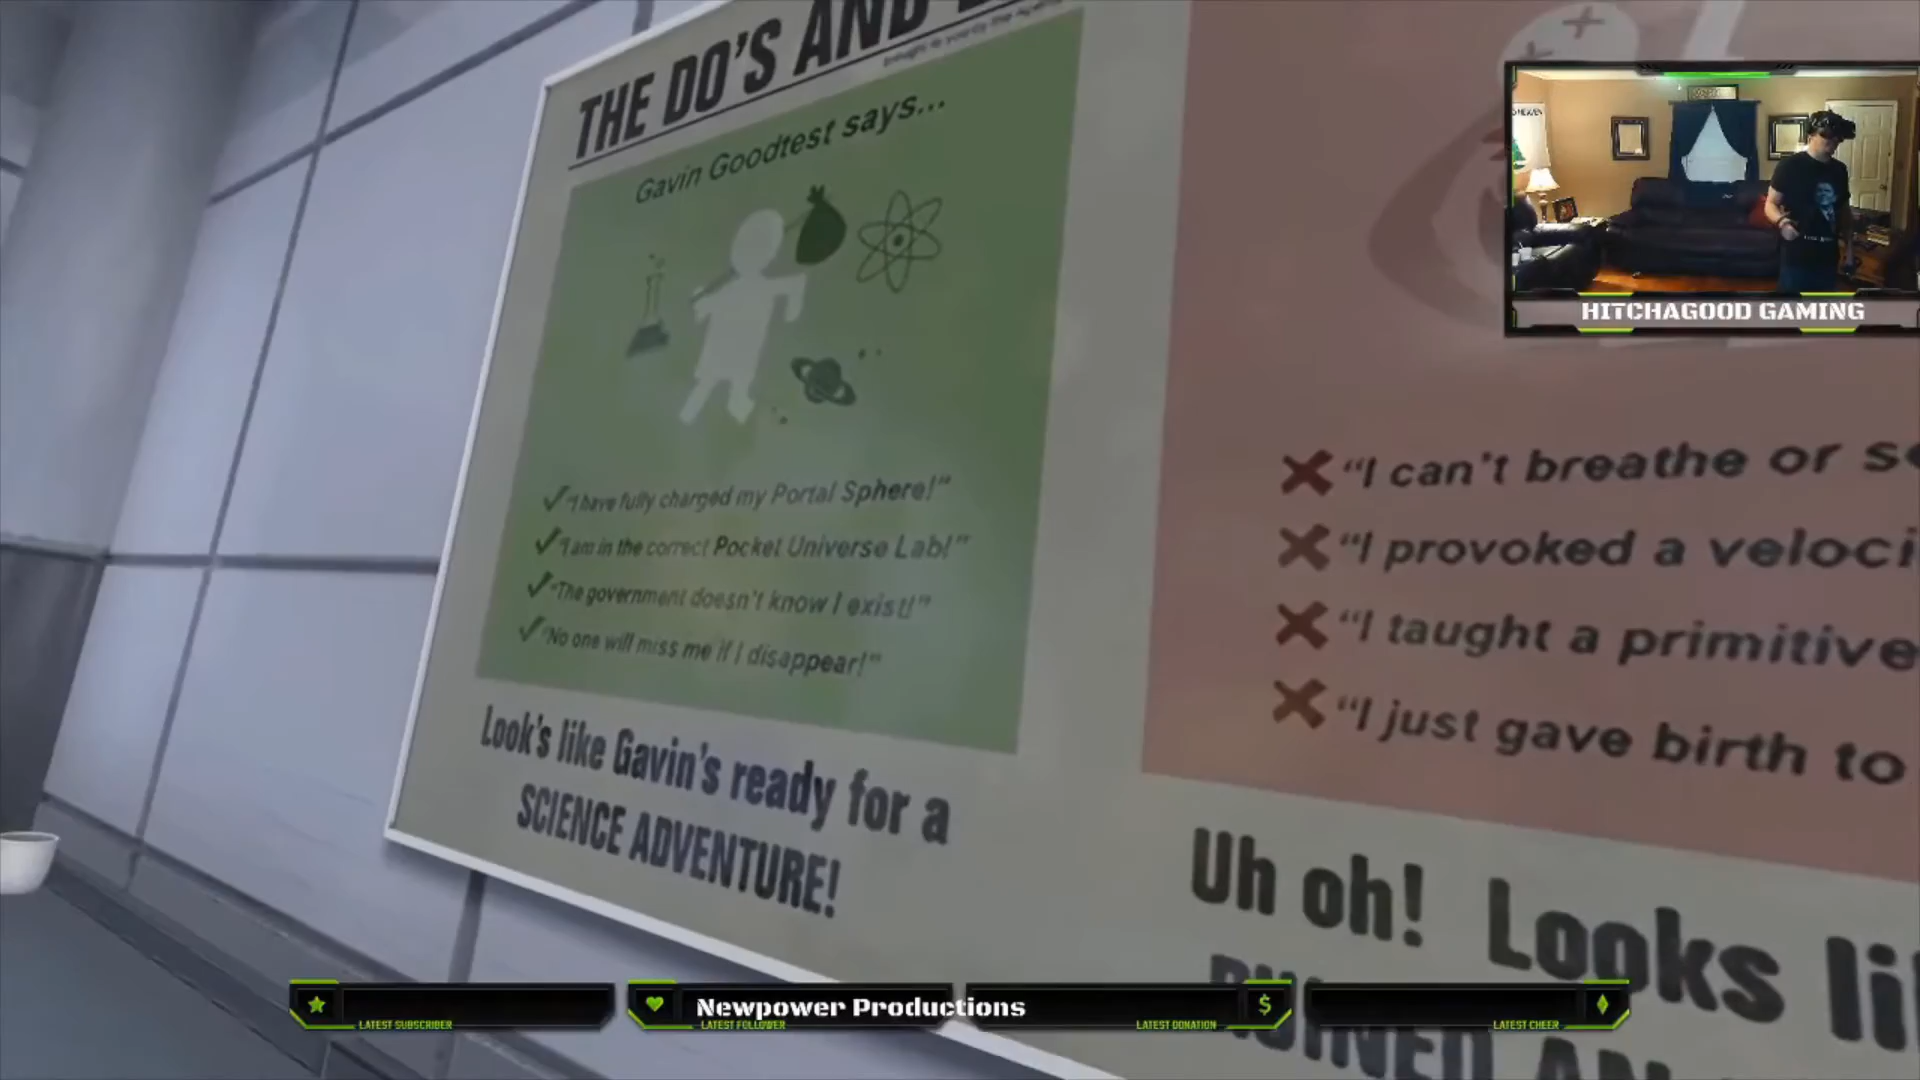 THE DO'S AND
Gavin Goodtest says...
✓ "I have fully charged my Portal Sphere!"
✓ "I am in the correct Pocket Universe Lab!"
✓ "The government doesn't know I exist!"
✓ "No one will miss me if I disappear!"
Look's like Gavin's ready for a
SCIENCE ADVENTURE!
✗ "I can't breathe or
✗ "I provoked a
✗ "I taught a primitive
✗ "I just gave birth to
Uh oh! Looks
HITCHAGOOD GAMING
LATEST SUBSCRIBER
Newpower Productions
LATEST FOLLOWER
LATEST DONATION
$
LATEST CHEER